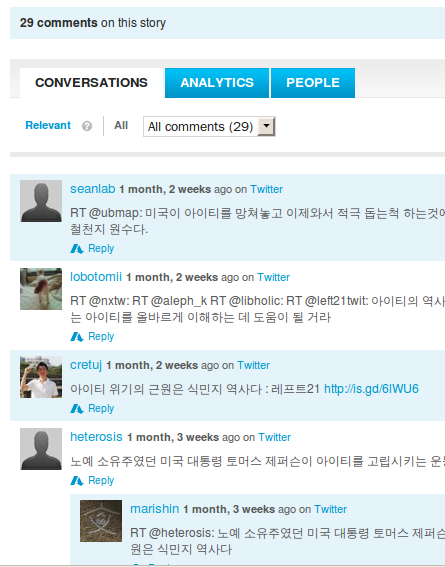 29 comments on this story
CONVERSATIONS
ANALYTICS
PEOPLE
Relevant ? All All comments (29)
seanlab 1 month, 2 weeks ago on Twitter
RT @ubmap: 미국이 아이티를 망쳐놓고 이제와서 적극 돕는척 하는것에
철천지 원수다.
Reply
lobotomii 1 month, 2 weeks ago on Twitter
RT @nxtw: RT @aleph_k RT @libholic: RT @left21twit: 아이티의 역사
는 아이티를 올바르게 이해하는 데 도움이 될 거라
Reply
cretuj 1 month, 2 weeks ago on Twitter
아이티 위기의 근원은 식민지 역사다 : 레프트21 http://is.gd/6lWU6
Reply
heterosis 1 month, 3 weeks ago on Twitter
노예 소유주였던 미국 대통령 토머스 제퍼슨이 아이티를 고립시키는 운동
Reply
marishin 1 month, 3 weeks ago on Twitter
RT @heterosis: 노예 소유주였던 미국 대통령 토머스 제퍼슨
원은 식민지 역사다